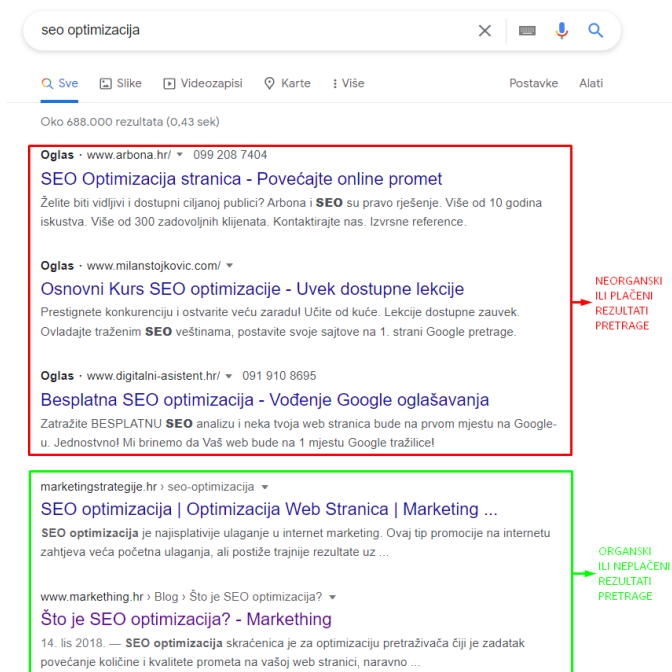 seo optimizacija
Sve Slike Videozapisi Karte Više Postavke Alati
Oko 688.000 rezultata (0,43 sek)
Oglas · www.arbona.hr/ 099 208 7404
SEO Optimizacija stranica - Povećajte online promet
Želite biti vidljivi i dostupni ciljanoj publici? Arbona i SEO su pravo rješenje. Više od 10 godina
iskustva. Više od 300 zadovoljnih klijenata. Kontaktirajte nas. Izvrsne reference.
Oglas · www.milanstojkovic.com/
Osnovni Kurs SEO optimizacije - Uvek dostupne lekcije
Prestignete konkurenciju i ostvarite veću zaradu! Učite od kuće. Lekcije dostupne zauvek.
Ovladajte traženim SEO veštinama, postavite svoje sajtove na 1. strani Google pretrage.
Oglas · www.digitalni-asistent.hr/ 091 910 8695
Besplatna SEO optimizacija - Vođenje Google oglašavanja
Zatražite BESPLATNU SEO analizu i neka tvoja web stranica bude na prvom mjestu na Google-
u. Jednostvno! Mi brinemo da Vaš web bude na 1 mjestu Google tražilice!
NEORGANSKI
ILI PLAČENI
REZULTATI
PRETRAGE
marketingstrategije.hr › seo-optimizacija
SEO optimizacija | Optimizacija Web Stranica | Marketing ...
SEO optimizacija je najisplativije ulaganje u internet marketing. Ovaj tip promocije na internetu
zahtjeva veća početna ulaganja, ali postiže trajnije rezultate uz ...
www.markething.hr › Blog › Što je SEO optimizacija?
Što je SEO optimizacija? - Markething
14. lis 2018. — SEO optimizacija skraćenica je za optimizaciju pretraživača čiji je zadatak
povećanje količine i kvalitete prometa na vašoj web stranici, naravno ...
ORGANSKI
ILI NEPLAČENI
REZULTATI
PRETRAGE